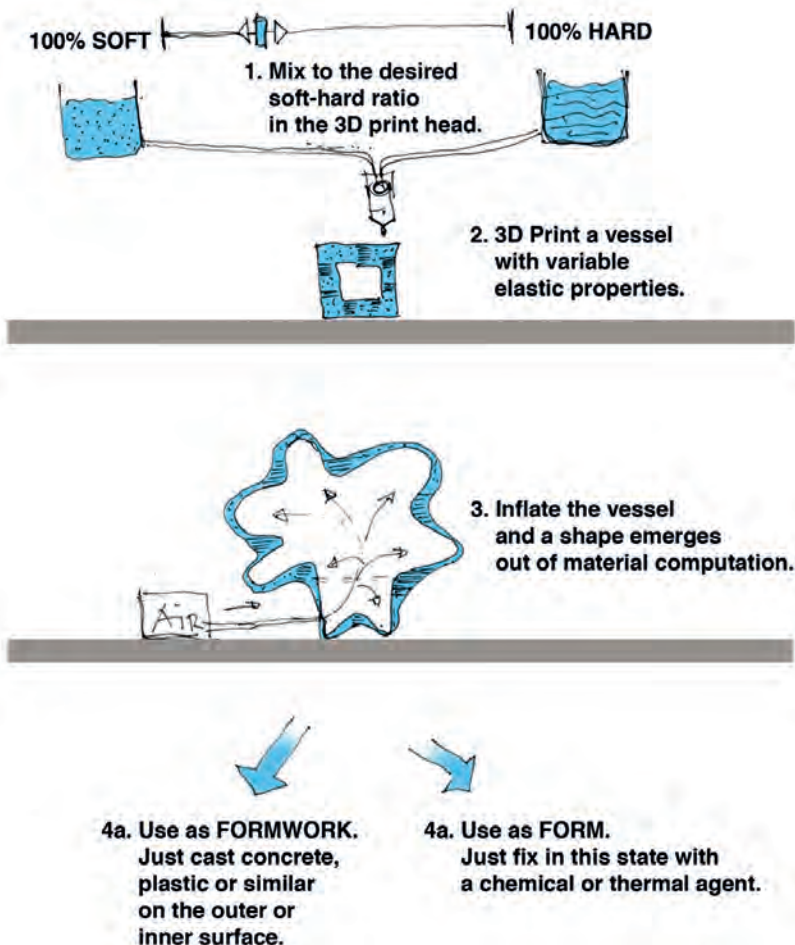 100% SOFT
100% HARD
1. Mix to the desired
soft-hard ratio
in the 3D print head.
2. 3D Print a vessel
with variable
elastic properties.
3. Inflate the vessel
and a shape emerges
out of material computation.
AiR
4a. Use as FORMWORK.
Just cast concrete,
plastic or similar
on the outer or
inner surface.
4a. Use as FORM.
Just fix in this state with
a chemical or thermal agent.